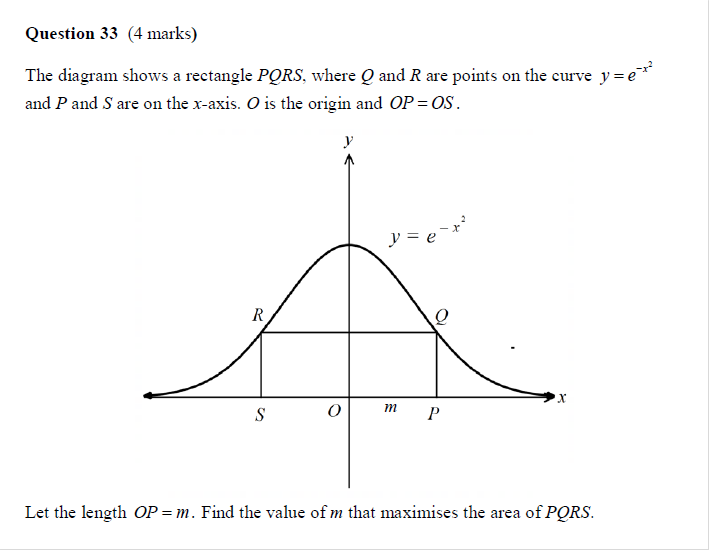 Question 33 (4 marks)
The diagram shows a rectangle PQRS, where Q and R are points on the curve y = e^{-x^2}
and P and S are on the x-axis. O is the origin and OP = OS.
y
y = e^{-x^2}
R
Q
x
S
O
m
P
Let the length OP = m. Find the value of m that maximises the area of PQRS.